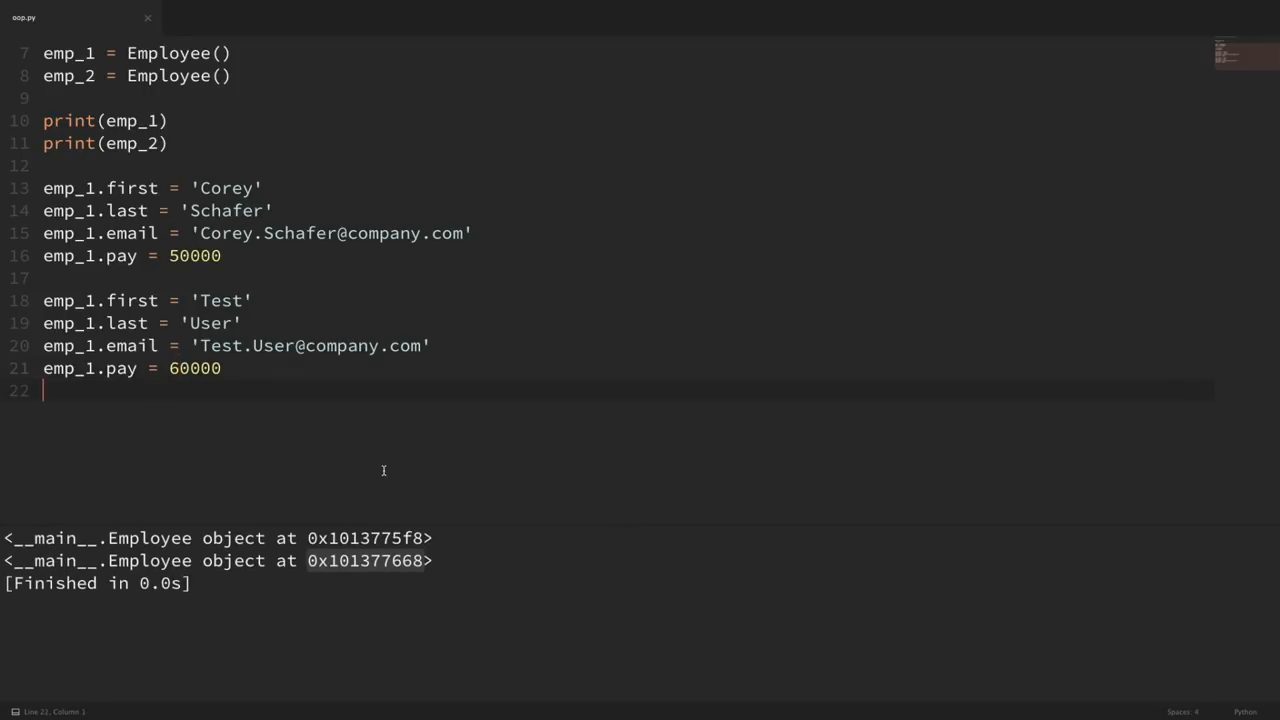 oop.py
7 emp_1 = Employee()
8 emp_2 = Employee()
9
10 print(emp_1)
11 print(emp_2)
12
13 emp_1.first = 'Corey'
14 emp_1.last = 'Schafer'
15 emp_1.email = 'Corey.Schafer@company.com'
16 emp_1.pay = 50000
17
18 emp_1.first = 'Test'
19 emp_1.last = 'User'
20 emp_1.email = 'Test.User@company.com'
21 emp_1.pay = 60000
22
<__main__.Employee object at 0x1013775f8>
<__main__.Employee object at 0x101377668>
[Finished in 0.0s]
Line 22, Column 1
Spaces: 4
Python